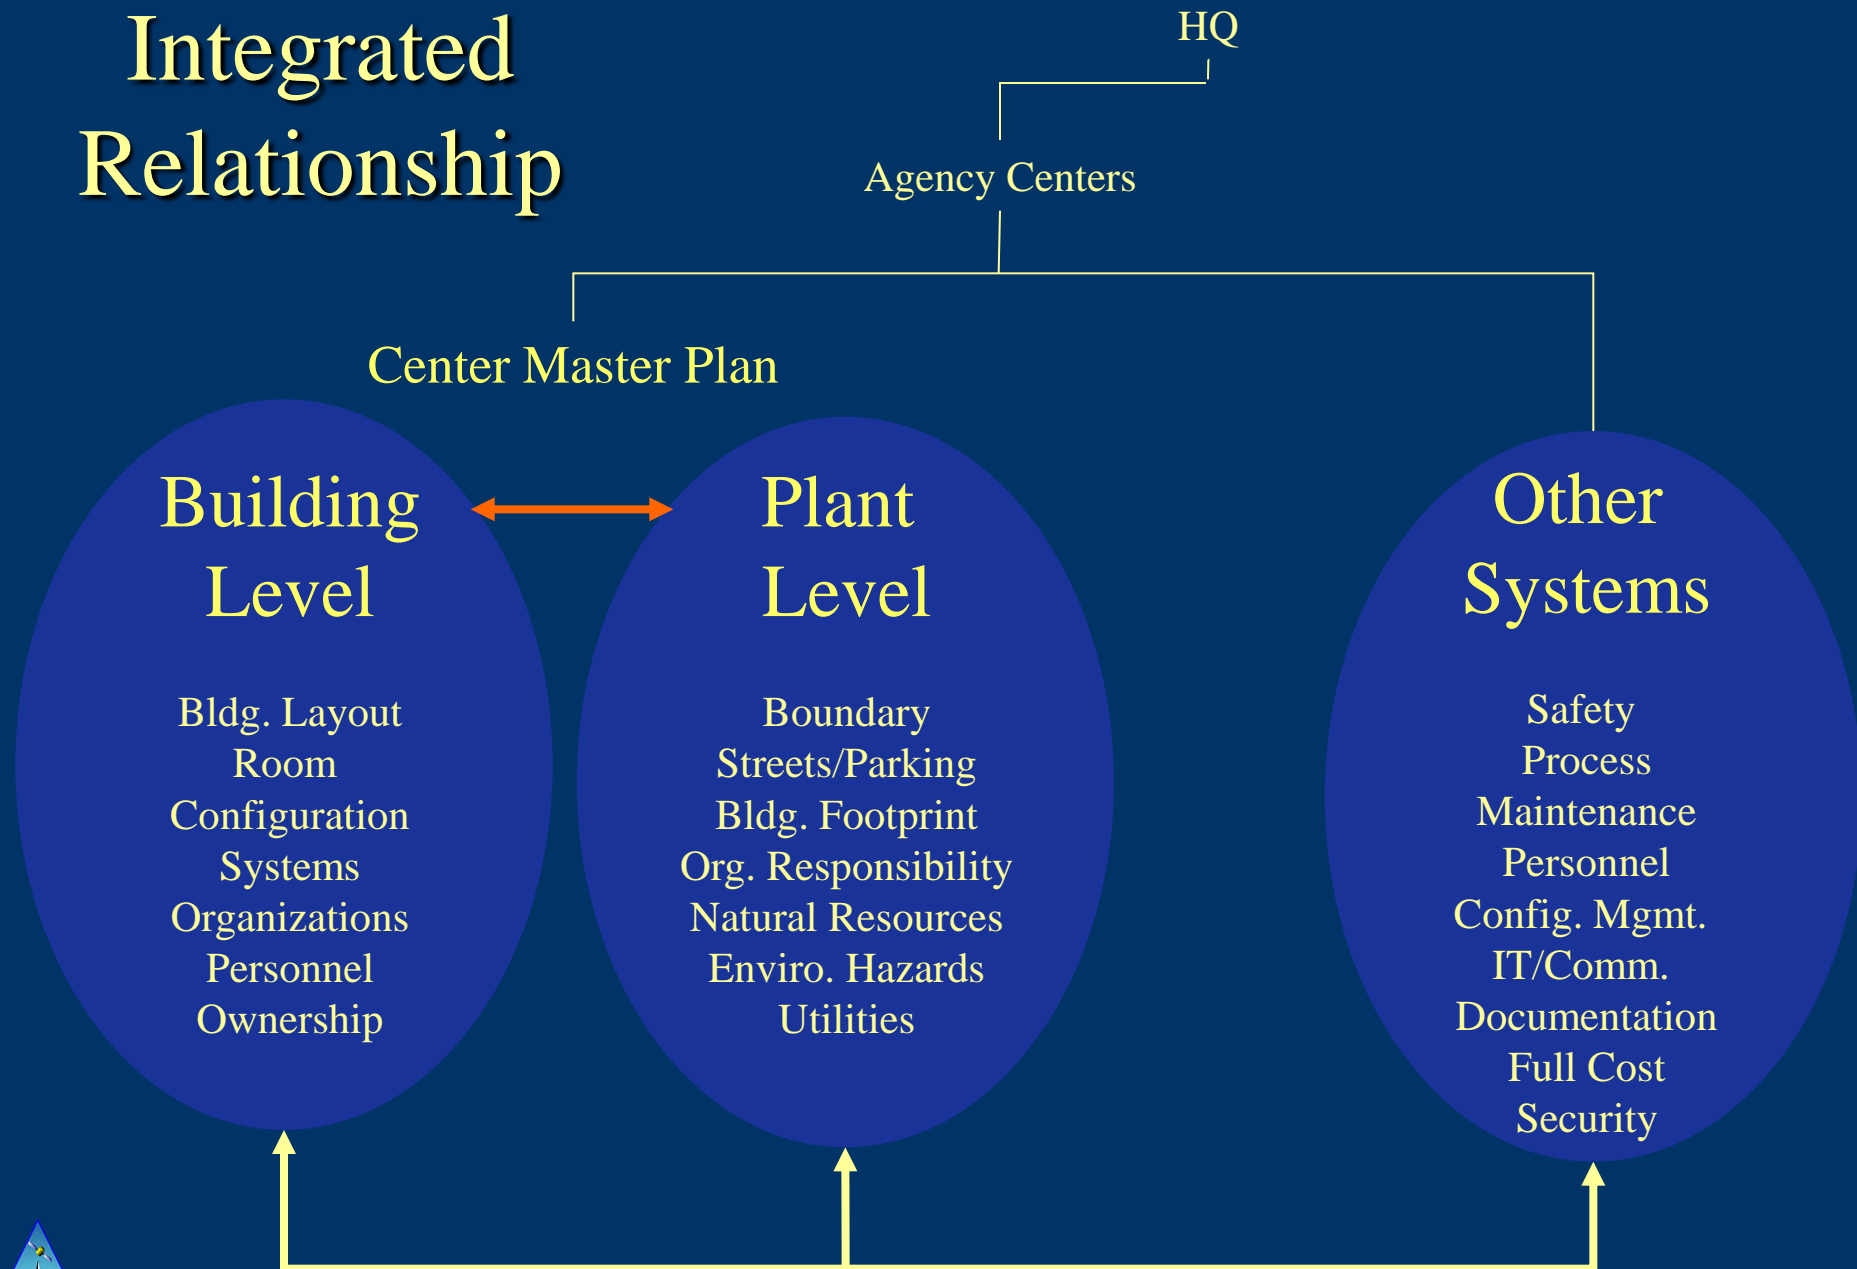 Integrated
Relationship
HQ
Agency Centers
Center Master Plan
Building
Level
Bldg. Layout
Room
Configuration
Systems
Organizations
Personnel
Ownership
Plant
Level
Boundary
Streets/Parking
Bldg. Footprint
Org. Responsibility
Natural Resources
Enviro. Hazards
Utilities
Other
Systems
Safety
Process
Maintenance
Personnel
Config. Mgmt.
IT/Comm.
Documentation
Full Cost
Security